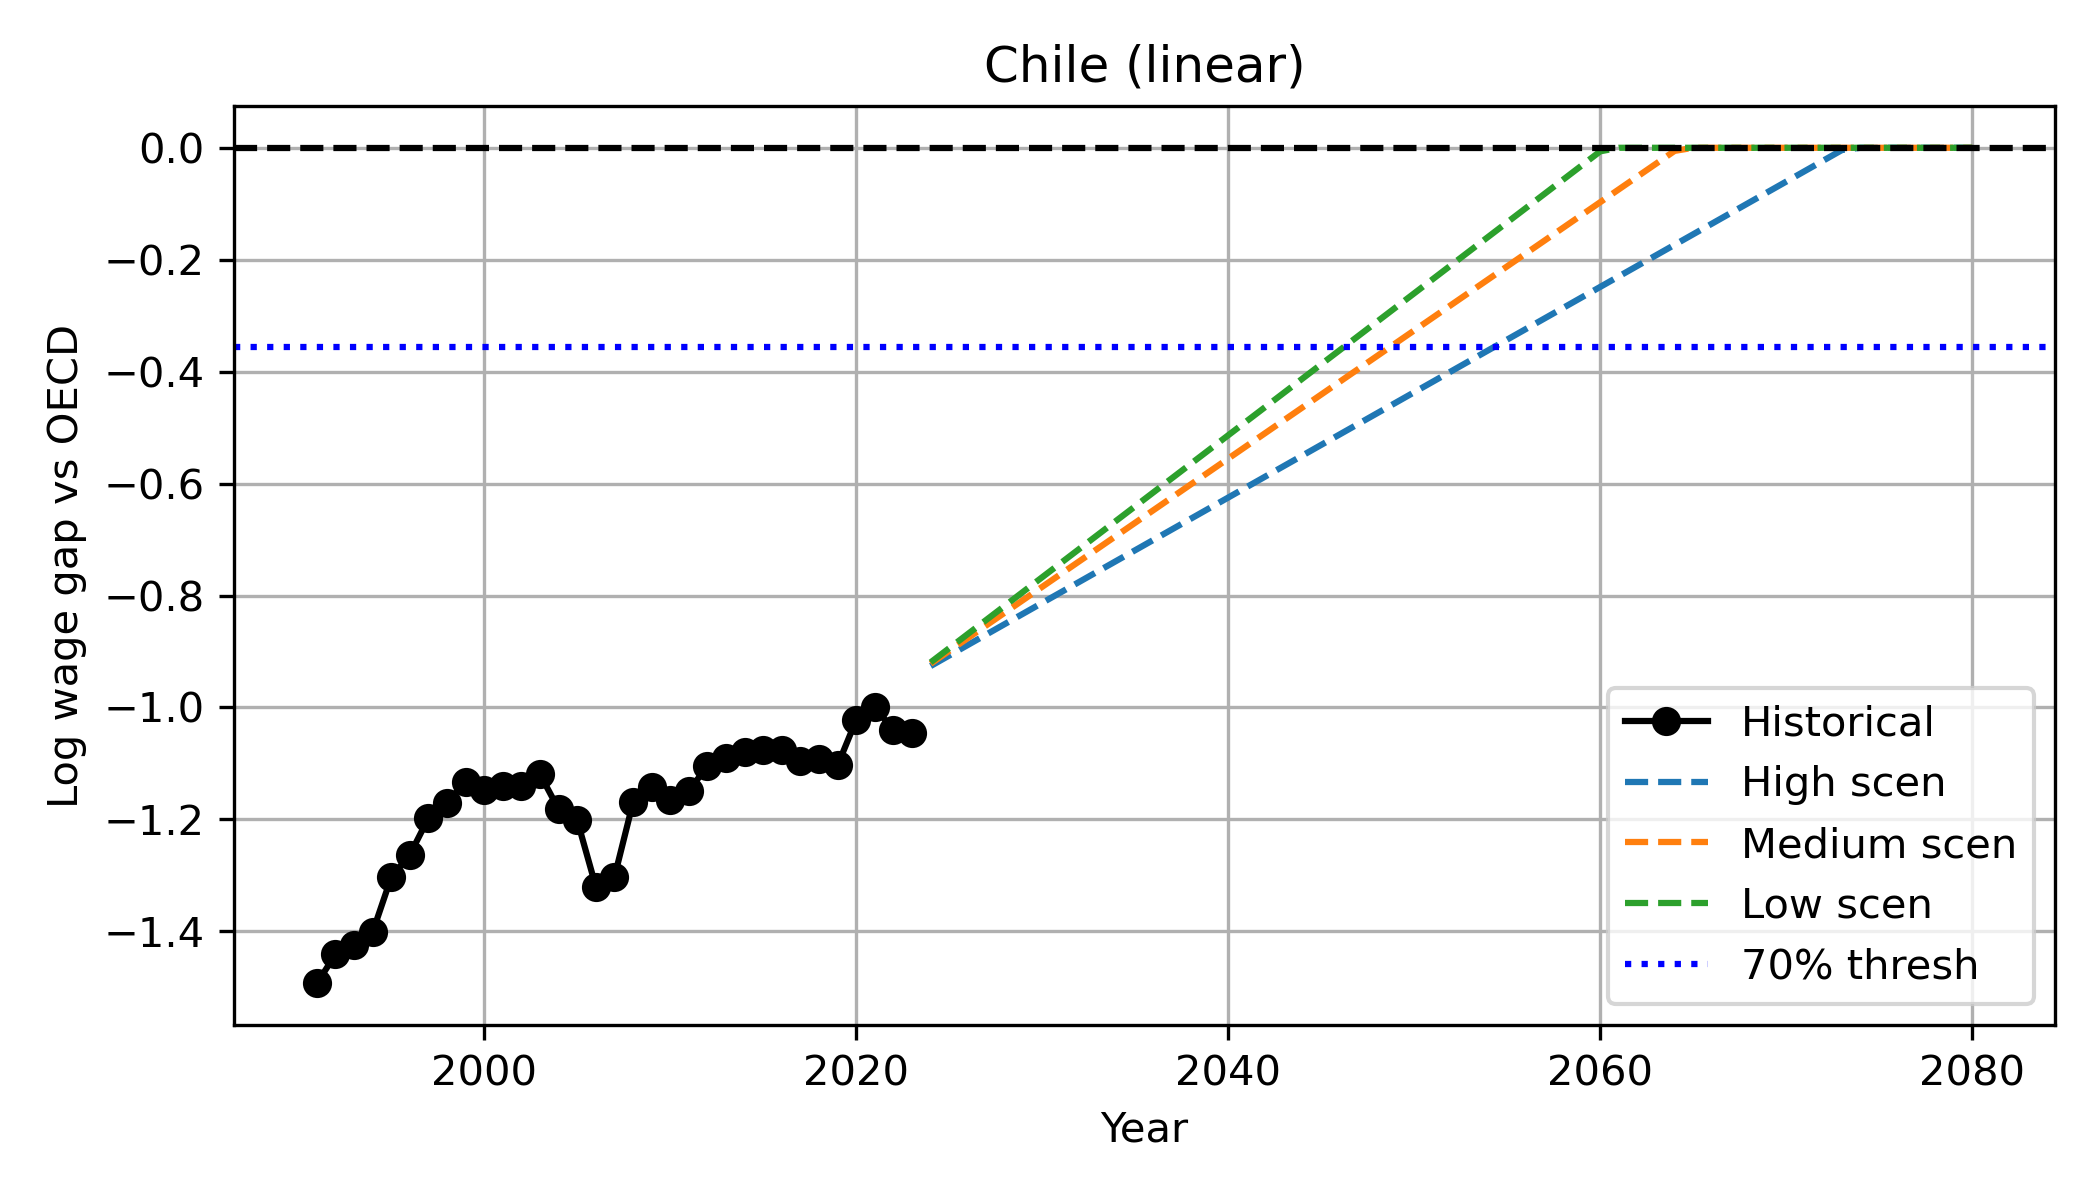 Chile (linear)
Log wage gap vs OECD
0.0
−0.2
−0.4
−0.6
−0.8
−1.0
−1.2
−1.4
2000
2020
2040
2060
2080
Year
Historical
High scen
Medium scen
Low scen
70% thresh